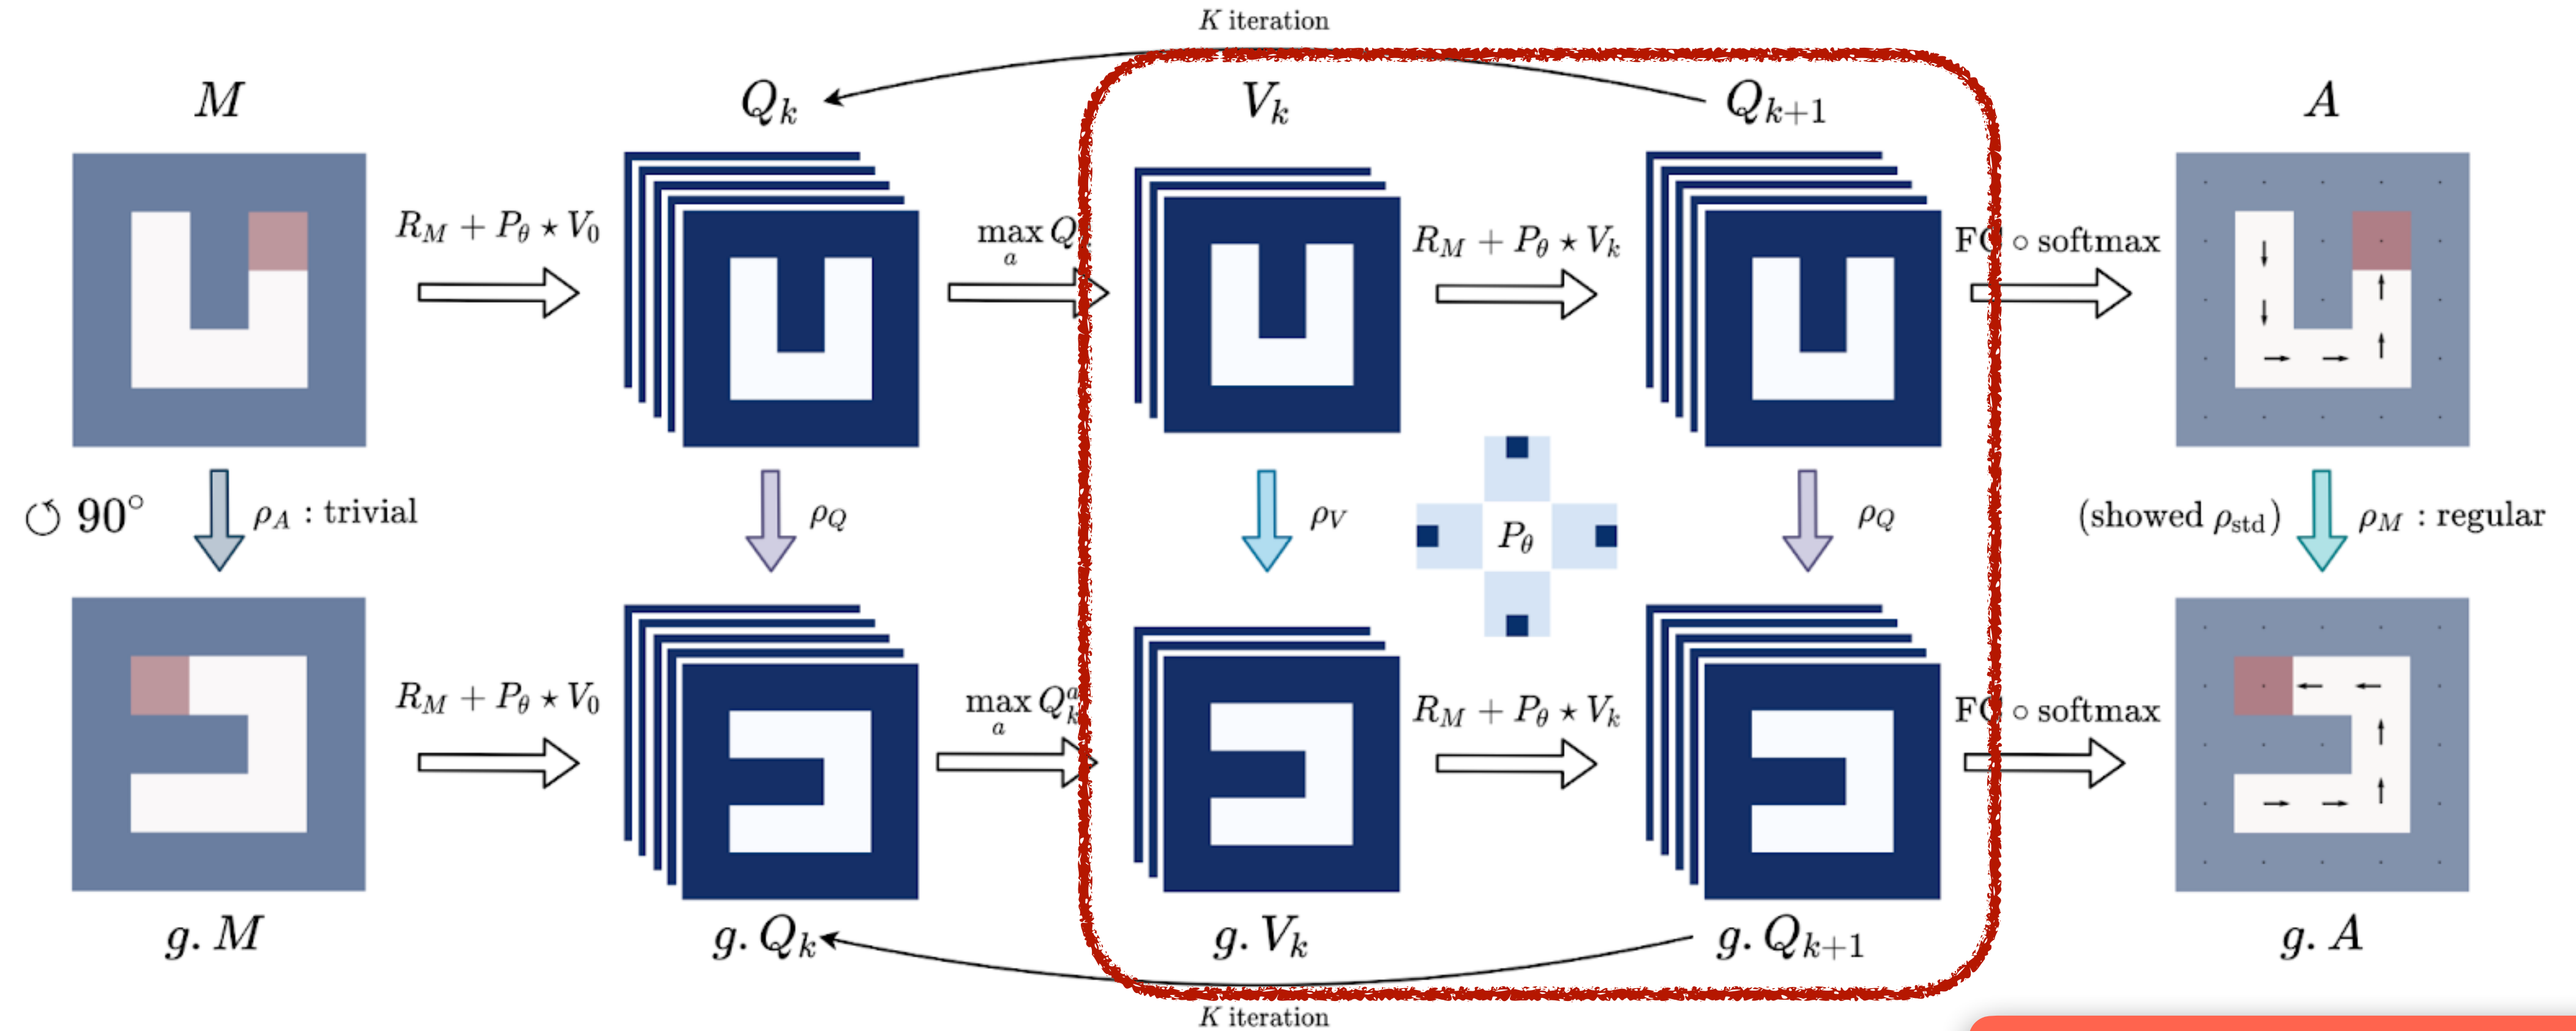 K iteration
M
Q_k
V_k
Q_{k+1}
A
R_M + P_θ ⋆ V_0
max_a Q
R_M + P_θ ⋆ V_k
∘ softmax
↺ 90°
ρ_A : trivial
ρ_Q
ρ_V
P_θ
ρ_Q
(showed ρ_std)
ρ_M : regular
R_M + P_θ ⋆ V_0
max_a Q_k^a
R_M + P_θ ⋆ V_k
∘ softmax
g. M
g. Q_k
g. V_k
g. Q_{k+1}
g. A
K iteration